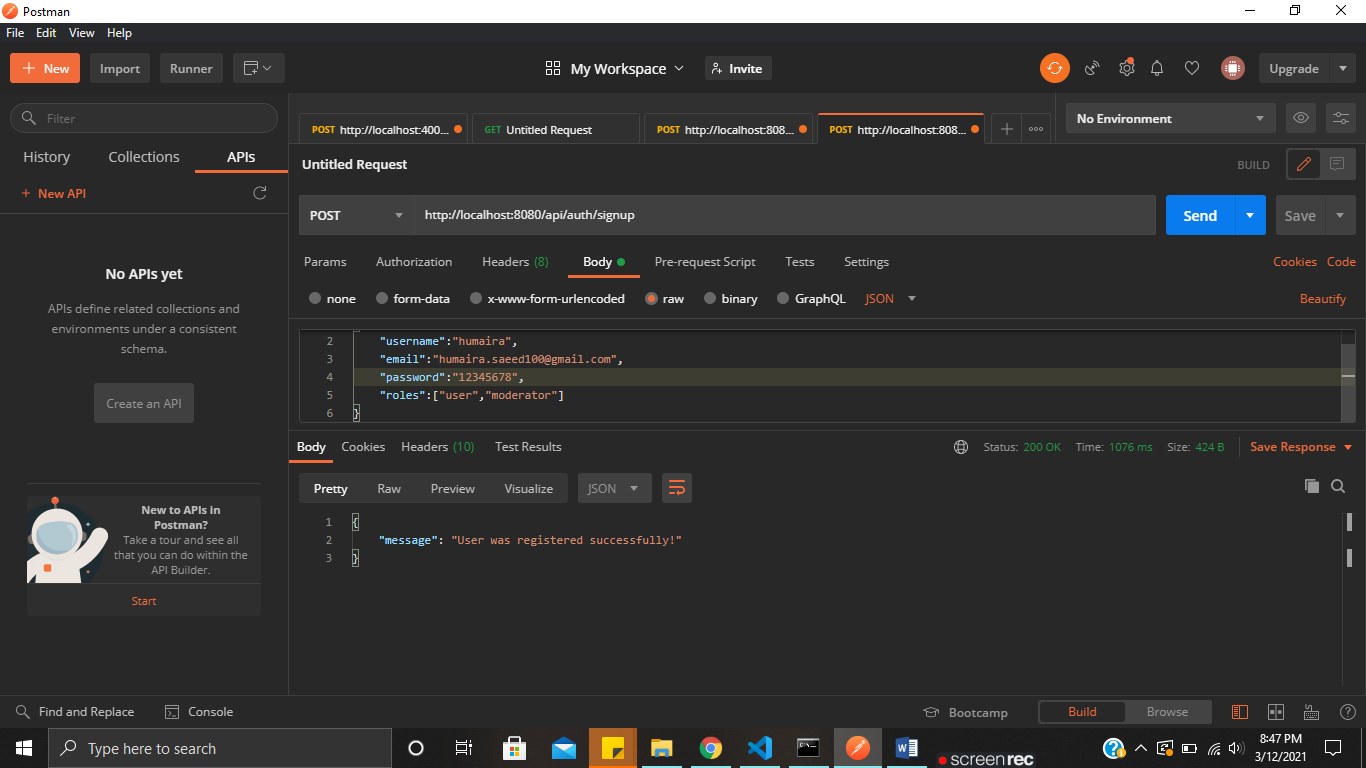 Postman
File Edit View Help
+ New Import Runner
My Workspace
Invite
Upgrade
Filter
History Collections APIs
+ New API
No APIs yet
APIs define related collections and
environments under a consistent
schema.
Create an API
New to APIs in
Postman?
Take a tour and see all
that you can do within the
API Builder.
Start
POST http://localhost:400...
GET Untitled Request
POST http://localhost:808...
POST http://localhost:808...
No Environment
Untitled Request
BUILD
POST http://localhost:8080/api/auth/signup
Send Save
Params Authorization Headers (8) Body Pre-request Script Tests Settings
Cookies Code
none form-data x-www-form-urlencoded raw binary GraphQL JSON
Beautify
2 "username":"humaira",
3 "email":"humaira.saeed100@gmail.com",
4 "password":"12345678",
5 "roles":["user","moderator"]
6 }
Body Cookies Headers (10) Test Results
Status: 200 OK Time: 1076 ms Size: 424 B Save Response
Pretty Raw Preview Visualize JSON
1 {
2 "message": "User was registered successfully!"
3 }
Find and Replace Console
Bootcamp Build Browse
Type here to search
screenrec
8:47 PM
3/12/2021